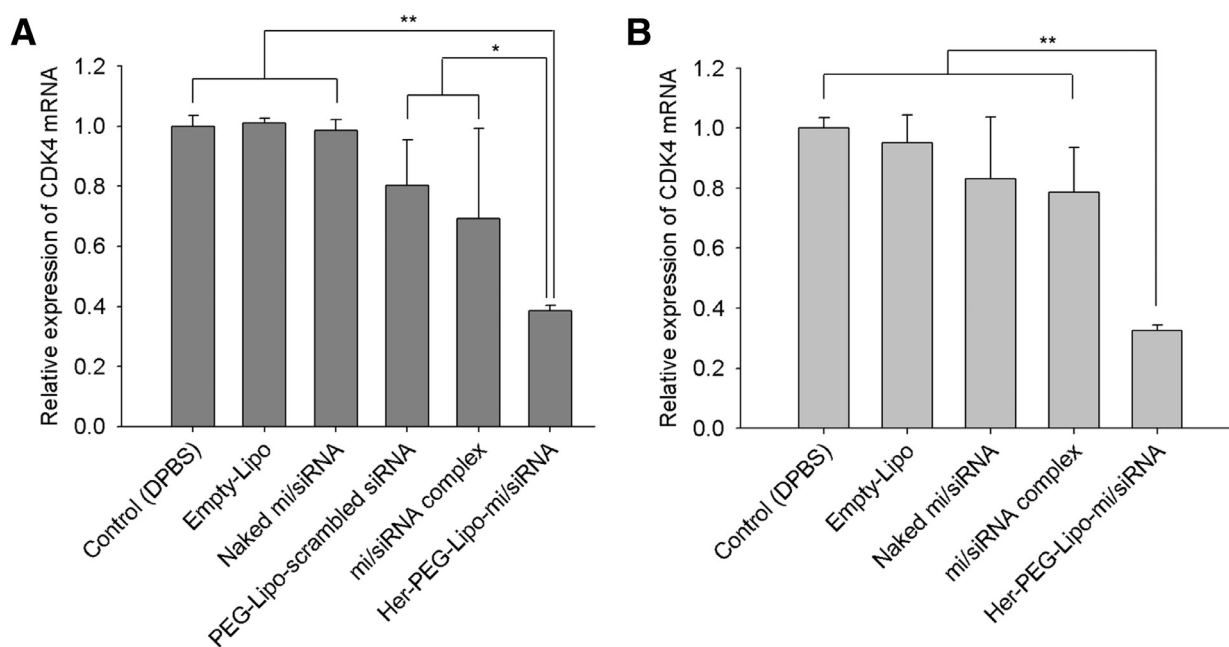 A
**
*
Relative expression of CDK4 mRNA
1.2
1.0
0.8
0.6
0.4
0.2
0.0
Control (DPBS)
Empty-Lipo
Naked mi/siRNA
PEG-Lipo-scrambled siRNA
mi/siRNA complex
Her-PEG-Lipo-mi/siRNA
B
**
Relative expression of CDK4 mRNA
1.2
1.0
0.8
0.6
0.4
0.2
0.0
Control (DPBS)
Empty-Lipo
Naked mi/siRNA
mi/siRNA complex
Her-PEG-Lipo-mi/siRNA